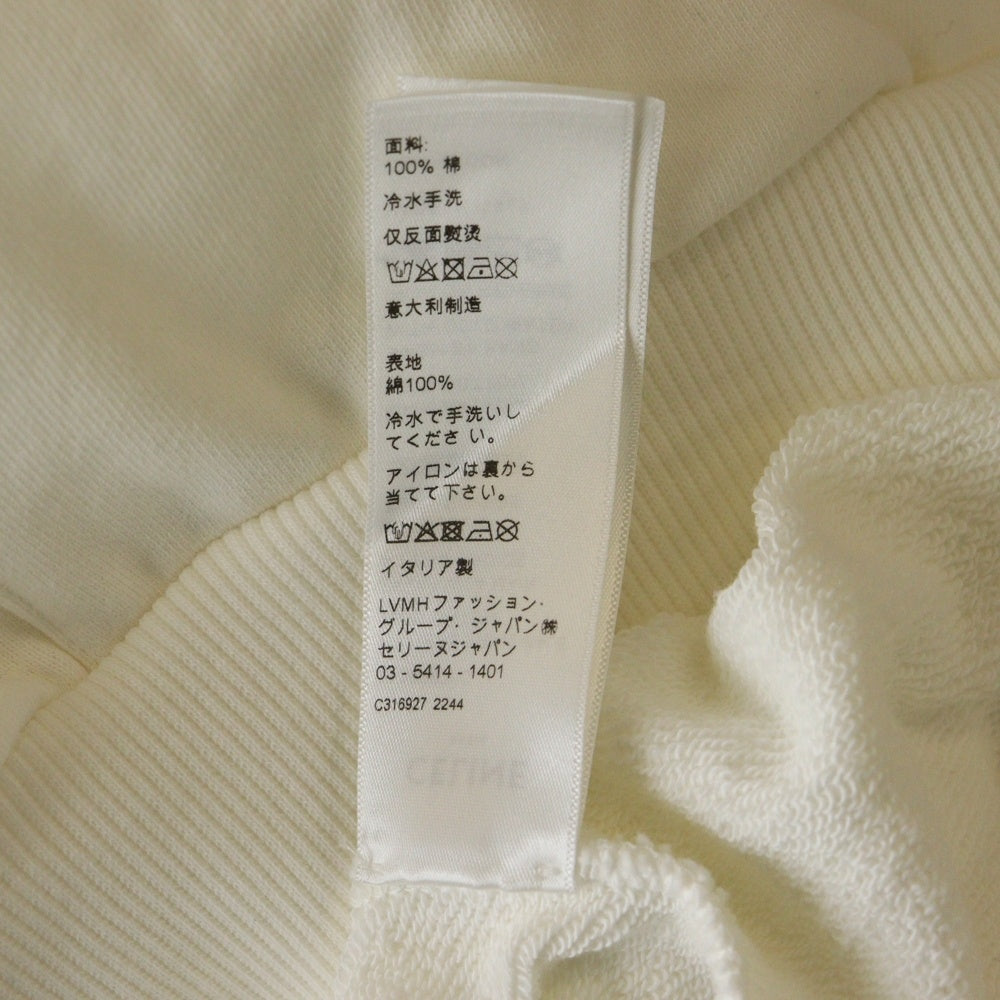 面料:
100% 棉
冷水手洗
仅反面熨烫
意大利制造
表地
綿100%
冷水で手洗いし
てくださ い。
アイロンは裏から
当てて下さい。
イタリア製
LVMHファッション·
グループ·ジャパン㈱
セリーヌジャパン
03 - 5414 - 1401
C316927 2244
CELINE